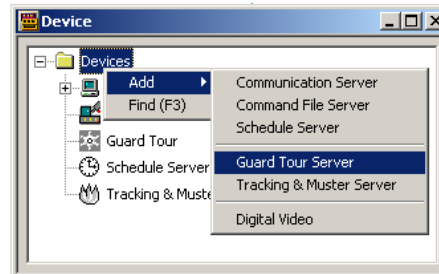 Device
Devices
Add
Find (F3)
Communication Server
Command File Server
Schedule Server
Guard Tour Server
Tracking & Muster Server
Digital Video
Guard Tour
Schedule Server
Tracking & Muste